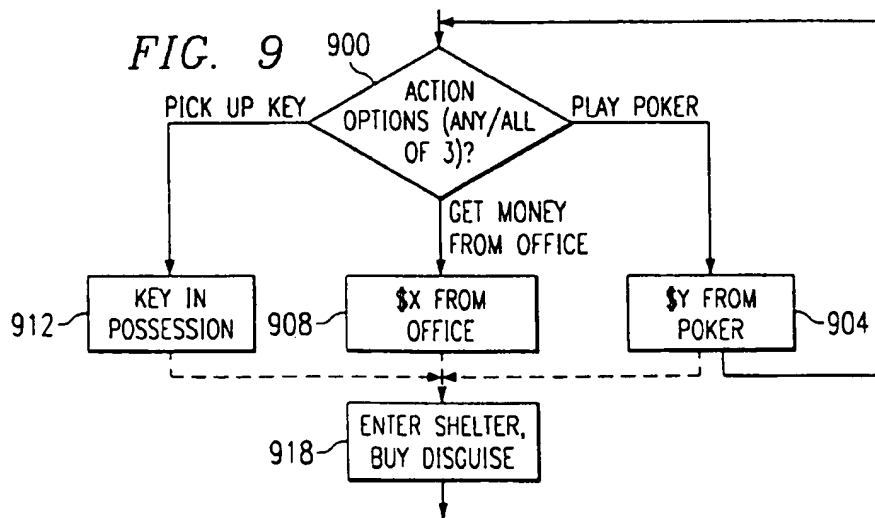 FIG. 9
900
ACTION
OPTIONS (ANY/ALL
OF 3)?
PICK UP KEY
PLAY POKER
GET MONEY
FROM OFFICE
KEY IN
POSSESSION
912
$X FROM
OFFICE
908
$Y FROM
POKER
904
ENTER SHELTER,
BUY DISGUISE
918